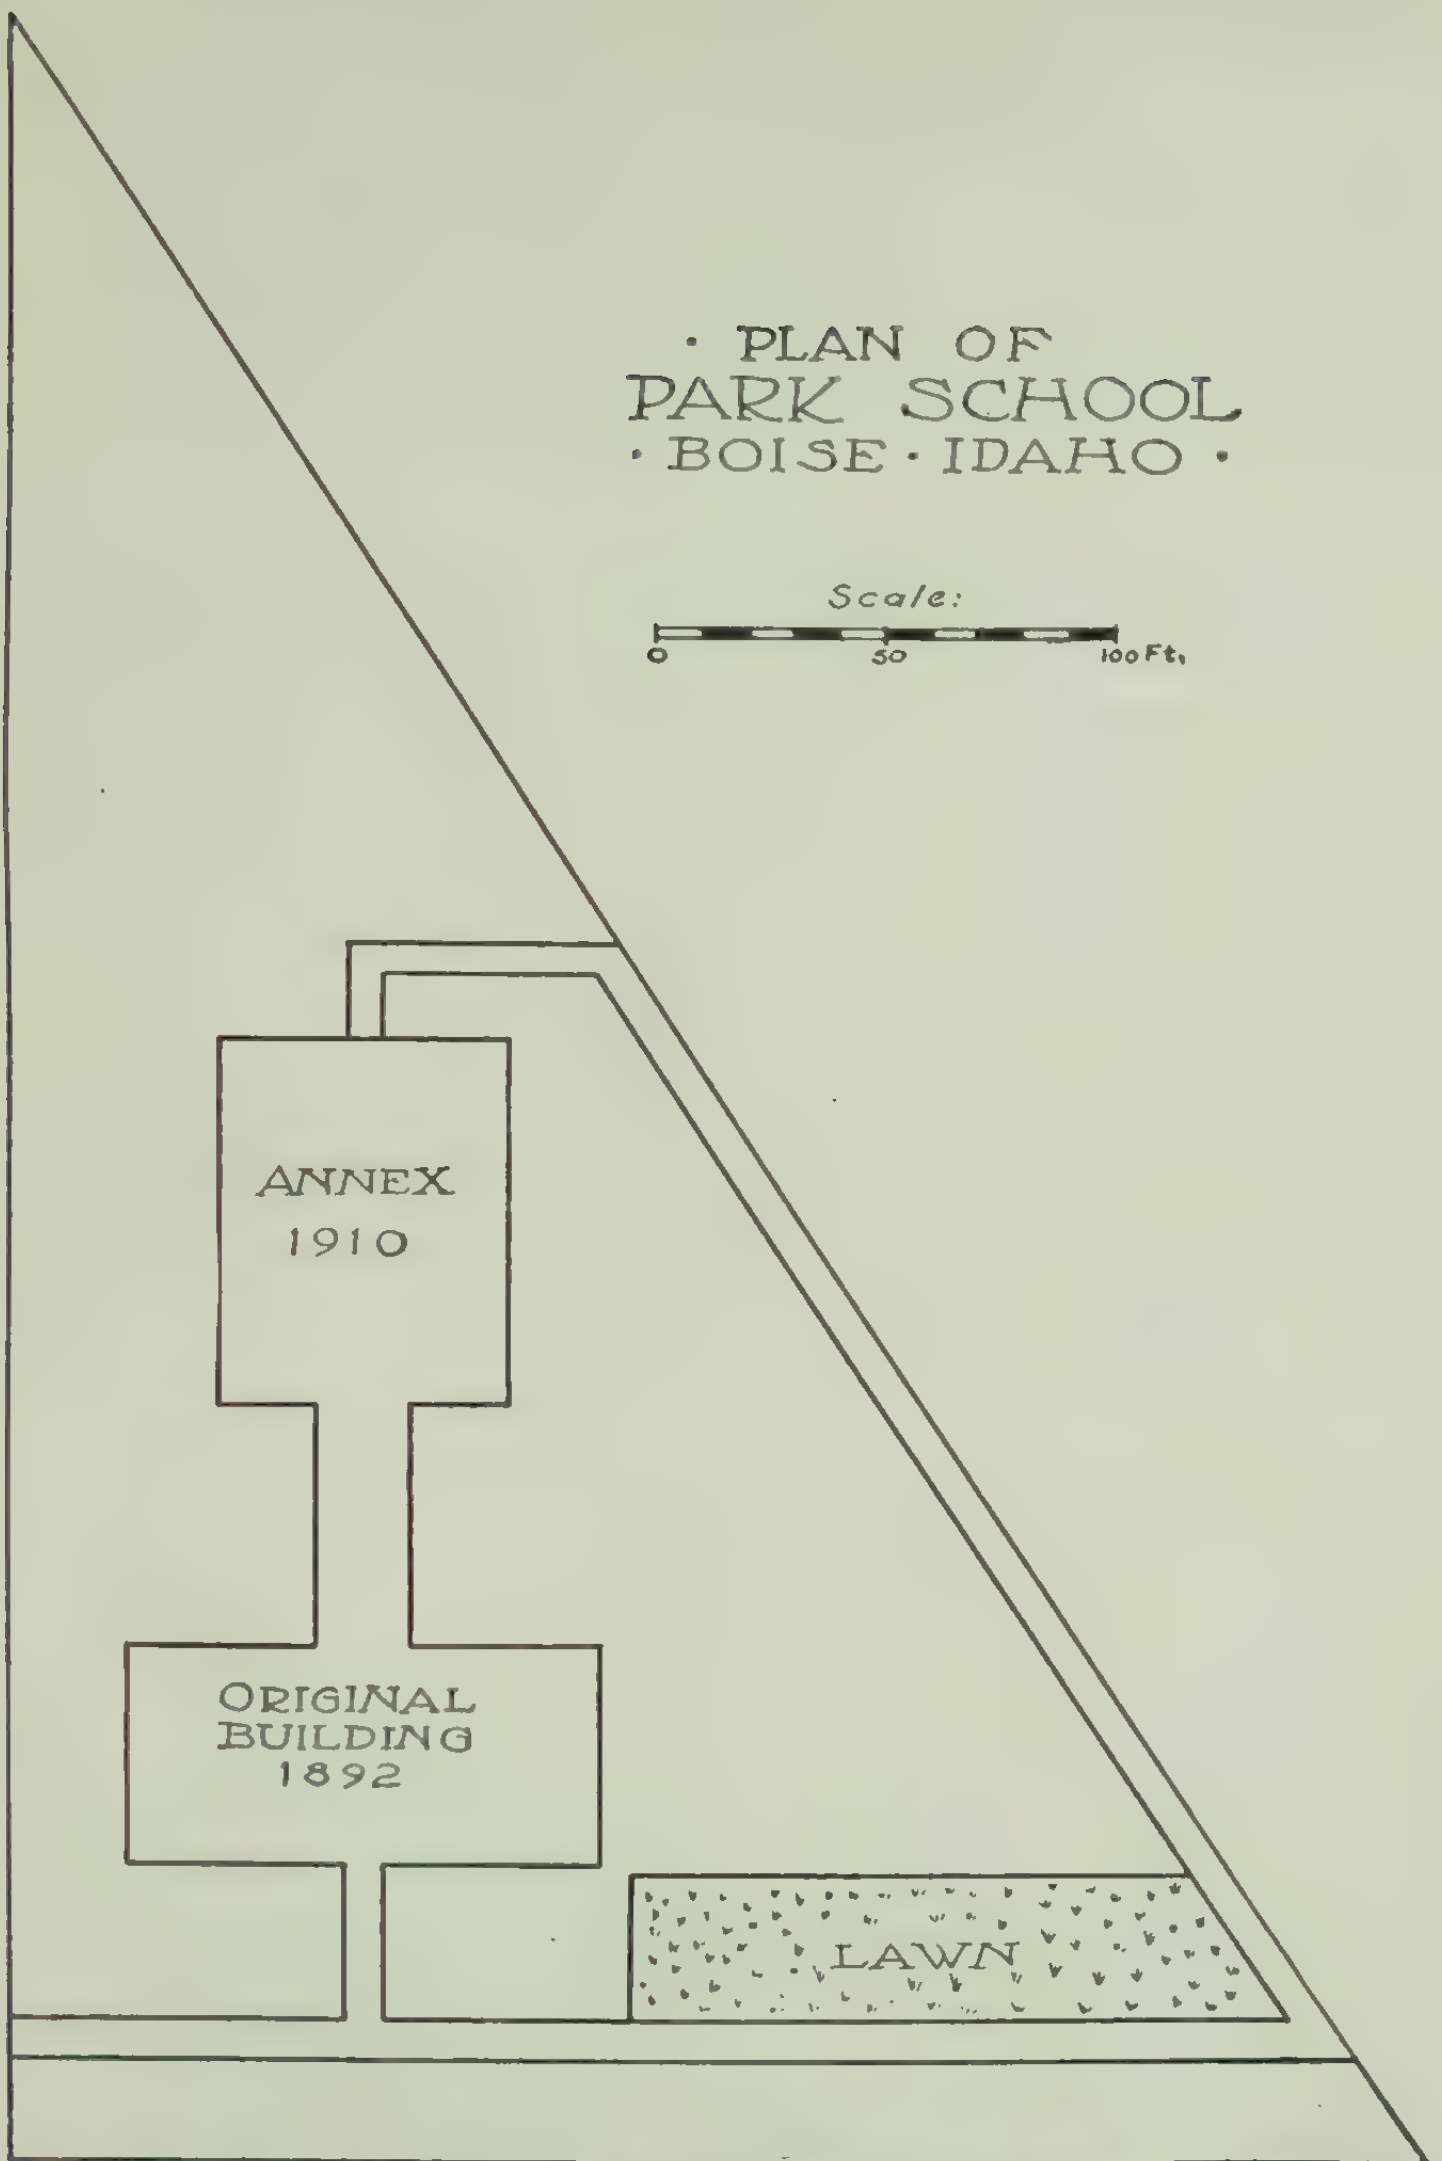 · PLAN OF
PARK SCHOOL
· BOISE · IDAHO ·
Scale:
0 50 100 Ft.
ANNEX
1910
ORIGINAL
BUILDING
1892
LAWN